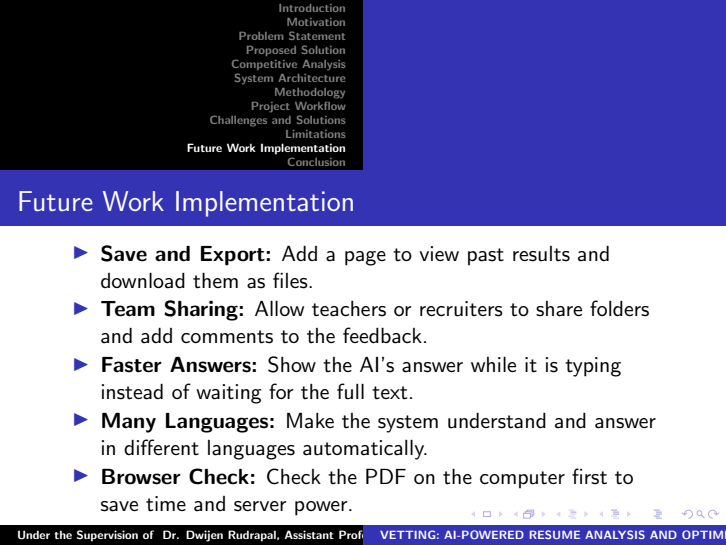 Introduction
Motivation
Problem Statement
Proposed Solution
Competitive Analysis
System Architecture
Methodology
Project Workflow
Challenges and Solutions
Limitations
Future Work Implementation
Conclusion
Future Work Implementation
Save and Export: Add a page to view past results and
download them as files.
Team Sharing: Allow teachers or recruiters to share folders
and add comments to the feedback.
Faster Answers: Show the AI's answer while it is typing
instead of waiting for the full text.
Many Languages: Make the system understand and answer
in different languages automatically.
Browser Check: Check the PDF on the computer first to
save time and server power.
Under the Supervision of Dr. Dwijen Rudrapal, Assistant Prof
VETTING: AI-POWERED RESUME ANALYSIS AND OPTIM